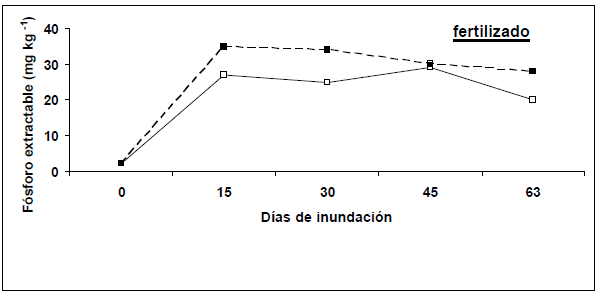 fertilizado
Fósforo extractable (mg kg⁻¹)
40
30
20
10
0
0 15 30 45 63
Días de inundación